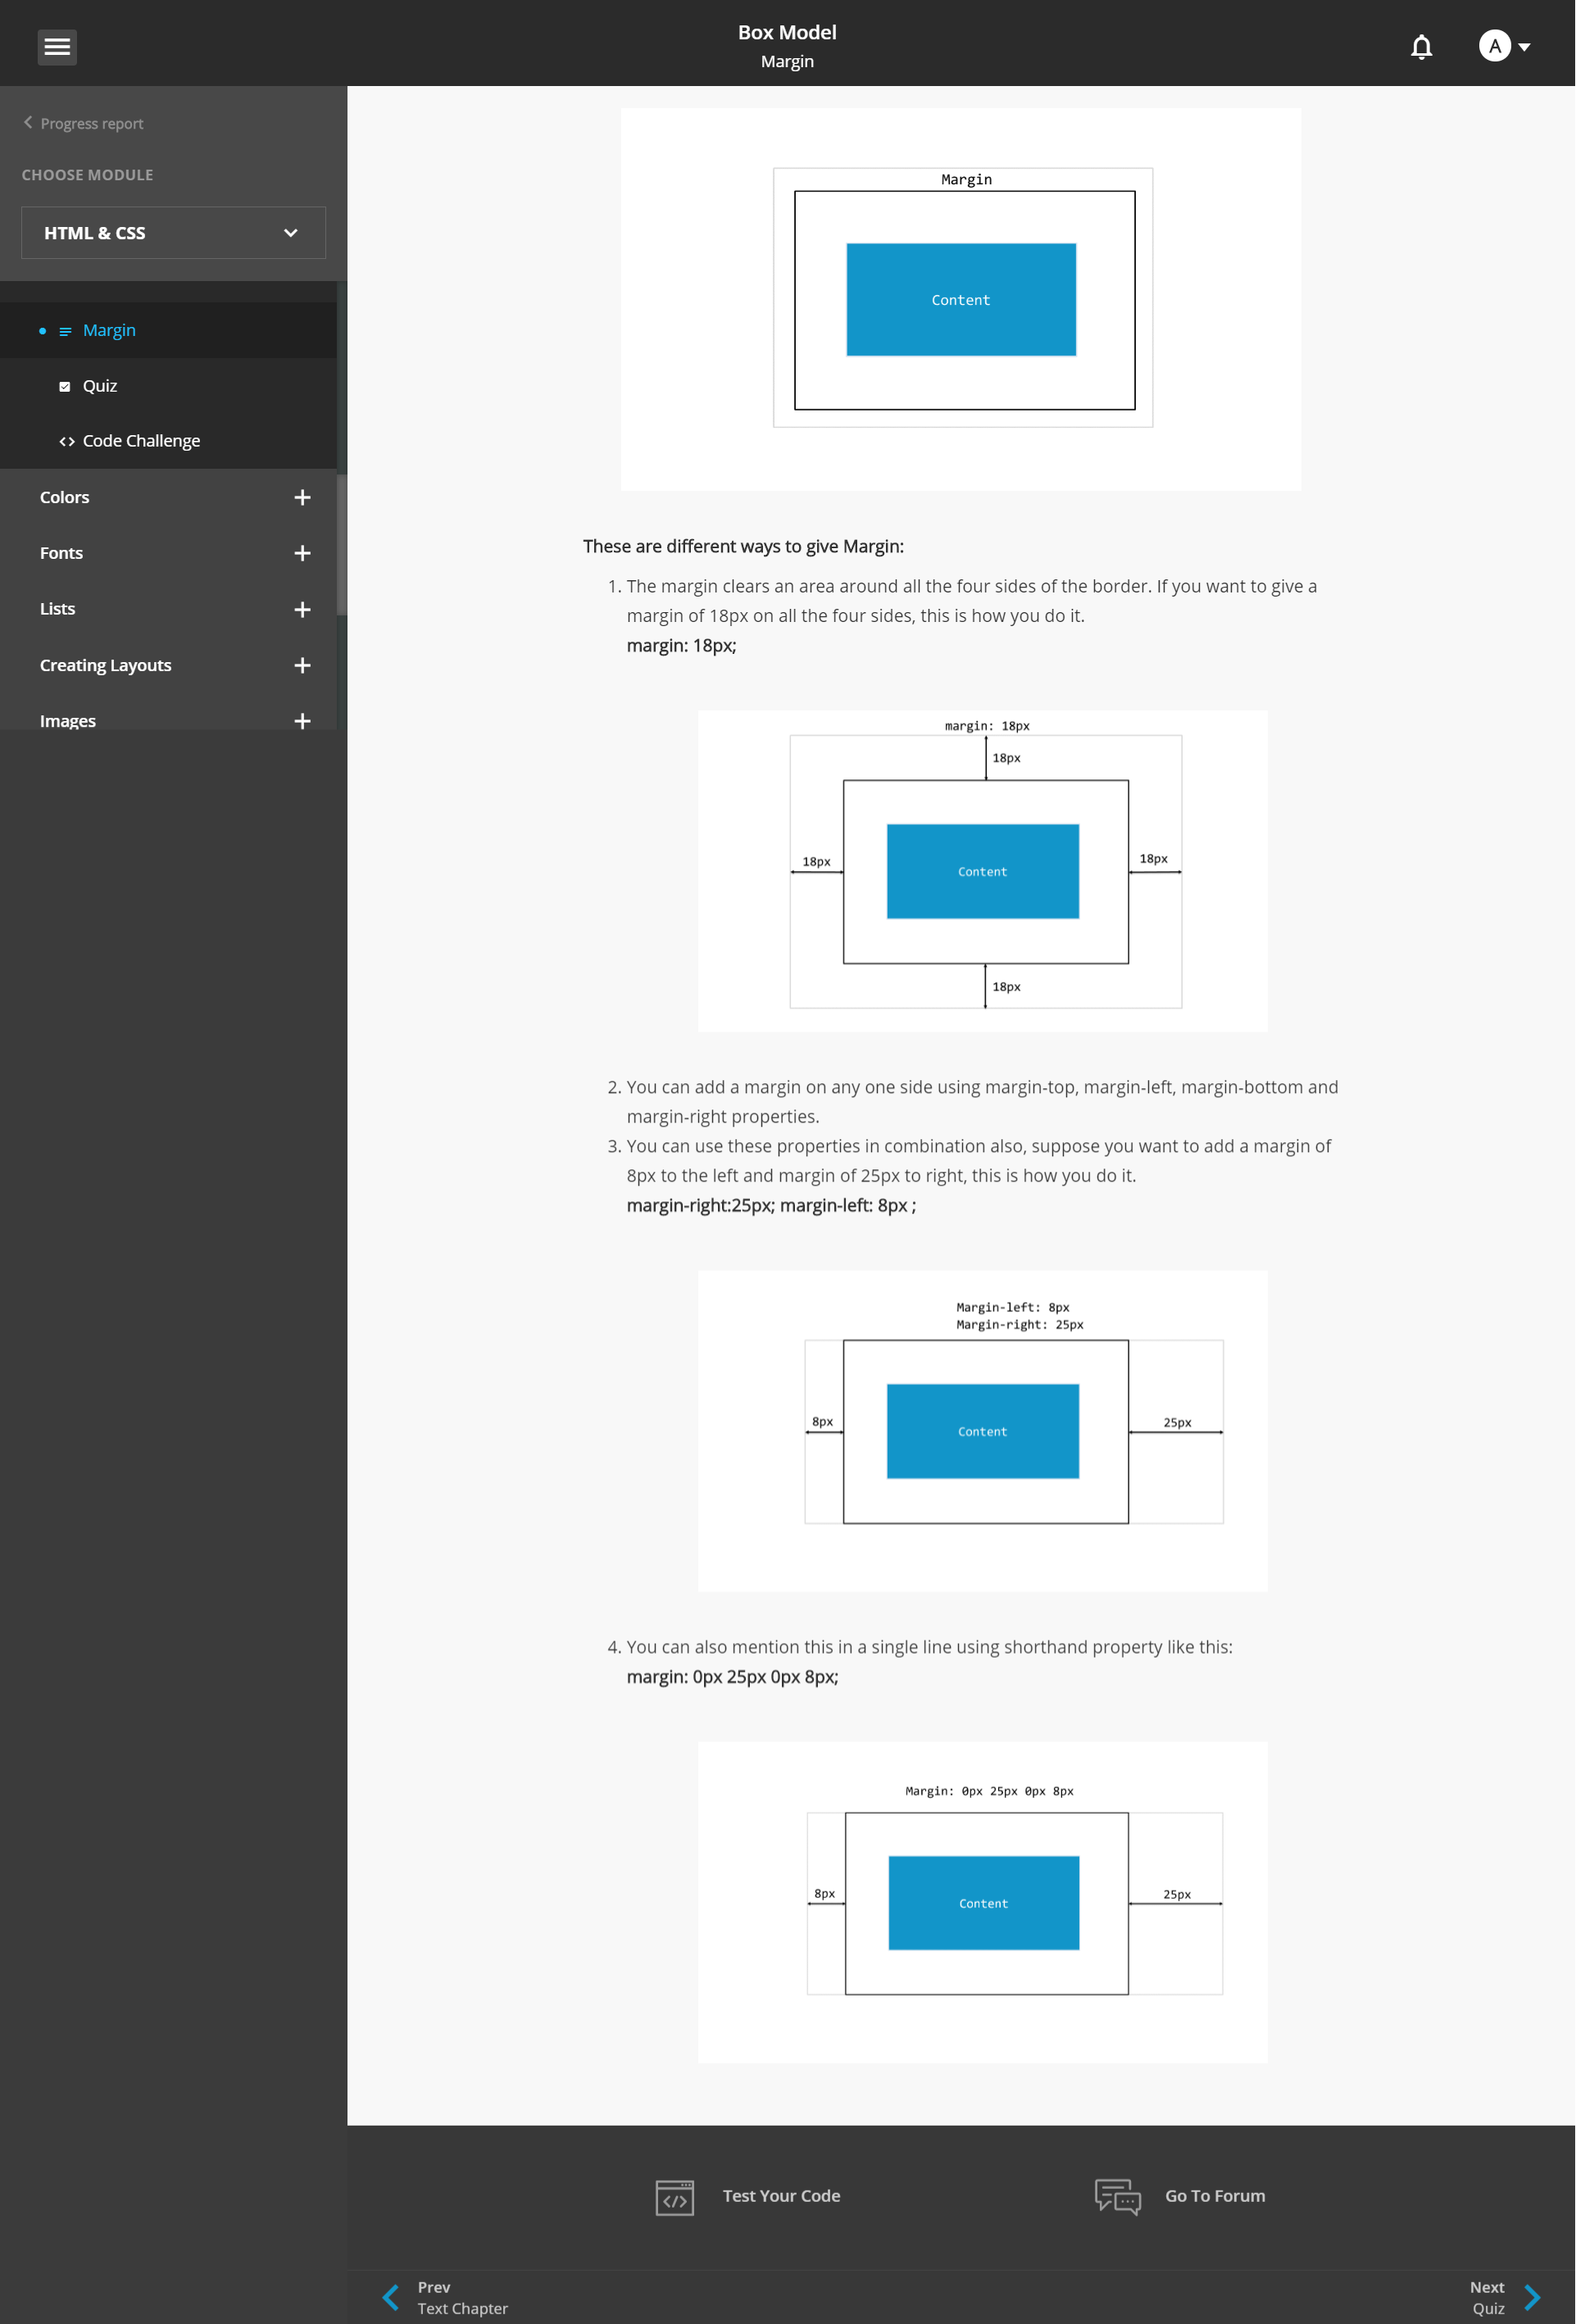 Box Model
Margin
A
Progress report
CHOOSE MODULE
HTML & CSS
Margin
Quiz
Code Challenge
Colors
Fonts
Lists
Creating Layouts
Images
Margin
Content
These are different ways to give Margin:
1. The margin clears an area around all the four sides of the border. If you want to give a
margin of 18px on all the four sides, this is how you do it.
margin: 18px;
margin: 18px
18px
18px
18px
Content
18px
2. You can add a margin on any one side using margin-top, margin-left, margin-bottom and
margin-right properties.
3. You can use these properties in combination also, suppose you want to add a margin of
8px to the left and margin of 25px to right, this is how you do it.
margin-right:25px; margin-left: 8px ;
Margin-left: 8px
Margin-right: 25px
8px
25px
Content
4. You can also mention this in a single line using shorthand property like this:
margin: 0px 25px 0px 8px;
Margin: 0px 25px 0px 8px
8px
25px
Content
Test Your Code
Go To Forum
Prev
Text Chapter
Next
Quiz